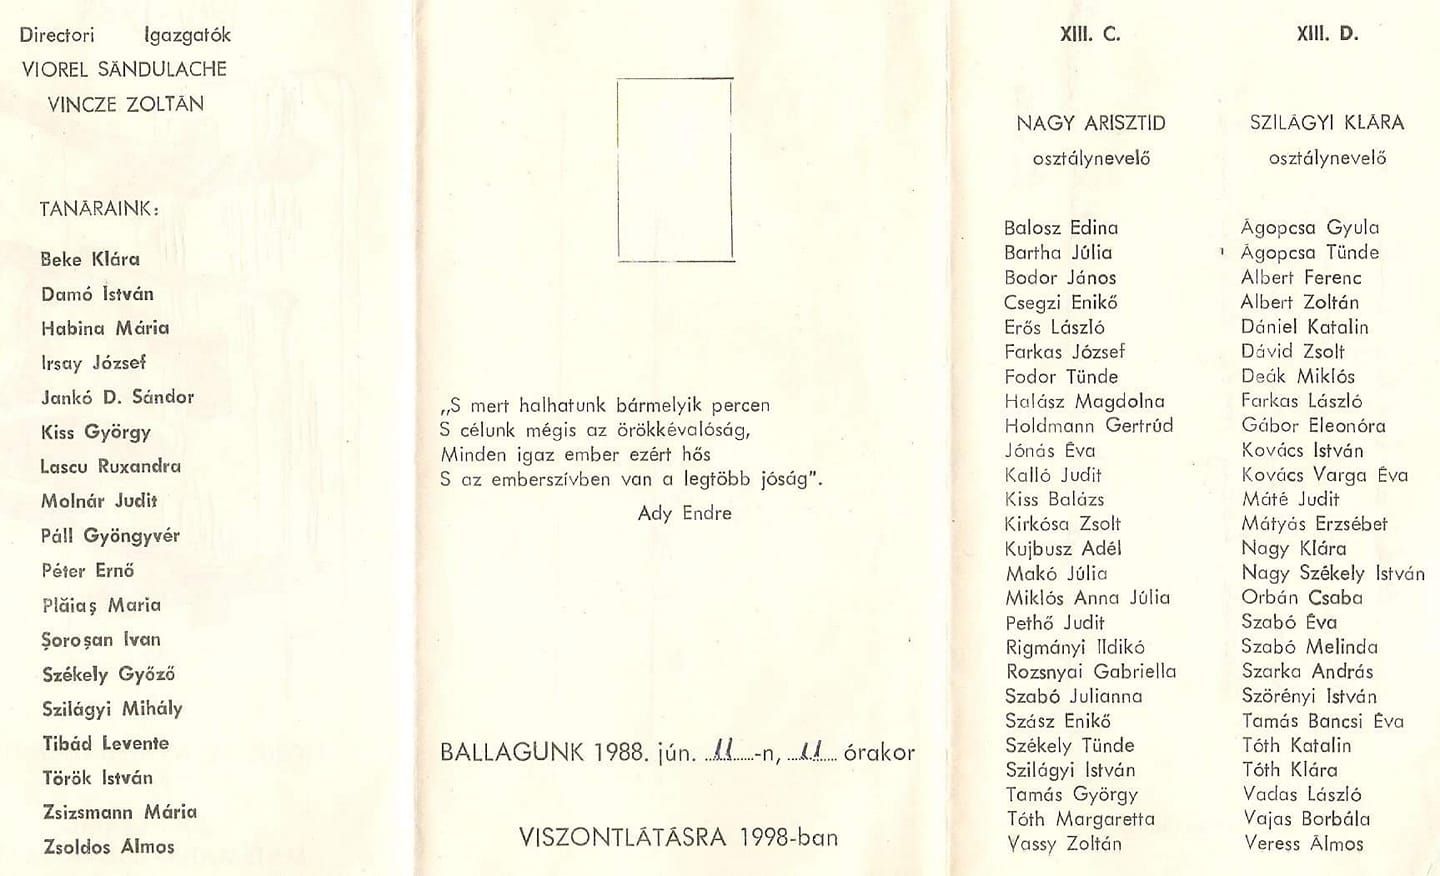 Directori Igazgatók
VIOREL SĂNDULACHE
VINCZE ZOLTÁN
TANÁRAINK:
Beke Klára
Damó István
Habina Mária
Irsay József
Jankó D. Sándor
Kiss György
Lascu Ruxandra
Molnár Judit
Páll Gyöngyvér
Péter Ernő
Plăiaș Maria
Șoroșan Ivan
Székely Győző
Szilágyi Mihály
Tibád Levente
Török István
Zsizsmann Mária
Zsoldos Álmos
„S mert halhatunk bármelyik percen
S célunk mégis az örökkévalóság,
Minden igaz ember ezért hős
S az emberszívben van a legtöbb jóság".
Ady Endre
BALLAGUNK 1988. jún. 11-n, 11 órakor
VISZONTLÁTÁSRA 1998-ban
XIII. C.
NAGY ARISZTID
osztálynevelő
Balosz Edina
Bartha Júlia
Bodor János
Csegzi Enikő
Erős László
Farkas József
Fodor Tünde
Halász Magdolna
Holdmann Gertrúd
Jónás Éva
Kalló Judit
Kiss Balázs
Kirkósa Zsolt
Kujbusz Adél
Makó Júlia
Miklós Anna Júlia
Pethő Judit
Rigmányi Ildikó
Rozsnyai Gabriella
Szabó Julianna
Szász Enikő
Székely Tünde
Szilágyi István
Tamás György
Tóth Margaretta
Vassy Zoltán
XIII. D.
SZILÁGYI KLÁRA
osztálynevelő
Ágopcsa Gyula
Ágopcsa Tünde
Albert Ferenc
Albert Zoltán
Dániel Katalin
Dávid Zsolt
Deák Miklós
Farkas László
Gábor Eleonóra
Kovács István
Kovács Varga Éva
Máté Judit
Mátyás Erzsébet
Nagy Klára
Nagy Székely István
Orbán Csaba
Szabó Éva
Szabó Melinda
Szarka András
Szörényi István
Tamás Bancsi Éva
Tóth Katalin
Tóth Klára
Vadas László
Vajas Borbála
Veress Álmos